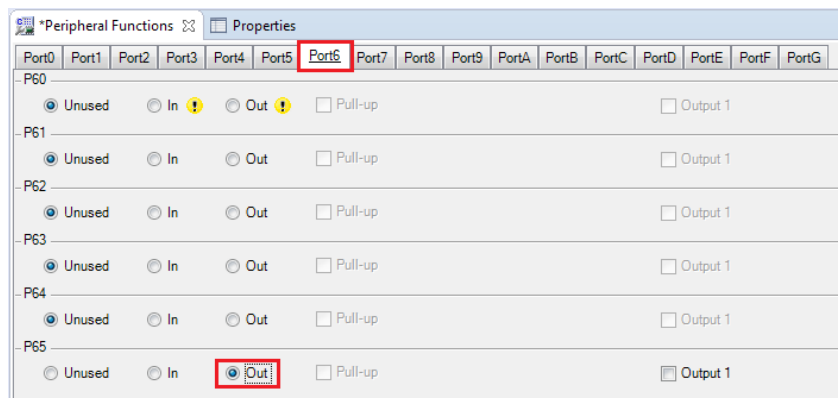 *Peripheral Functions Properties
Port0 Port1 Port2 Port3 Port4 Port5 Port6 Port7 Port8 Port9 PortA PortB PortC PortD PortE PortF PortG
P60
Unused In Out Pull-up Output 1
P61
Unused In Out Pull-up Output 1
P62
Unused In Out Pull-up Output 1
P63
Unused In Out Pull-up Output 1
P64
Unused In Out Pull-up Output 1
P65
Unused In Out Pull-up Output 1